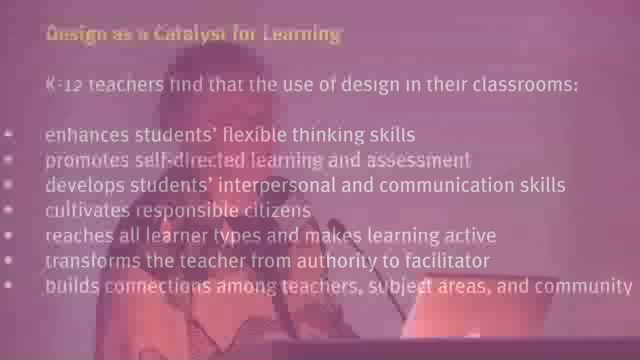 Design as a Catalyst for Learning
K-12 teachers find that the use of design in their classrooms:
• enhances students’ flexible thinking skills
• promotes self-directed learning and assessment
• develops students’ interpersonal and communication skills
• cultivates responsible citizens
• reaches all learner types and makes learning active
• transforms the teacher from authority to facilitator
• builds connections among teachers, subject areas, and community